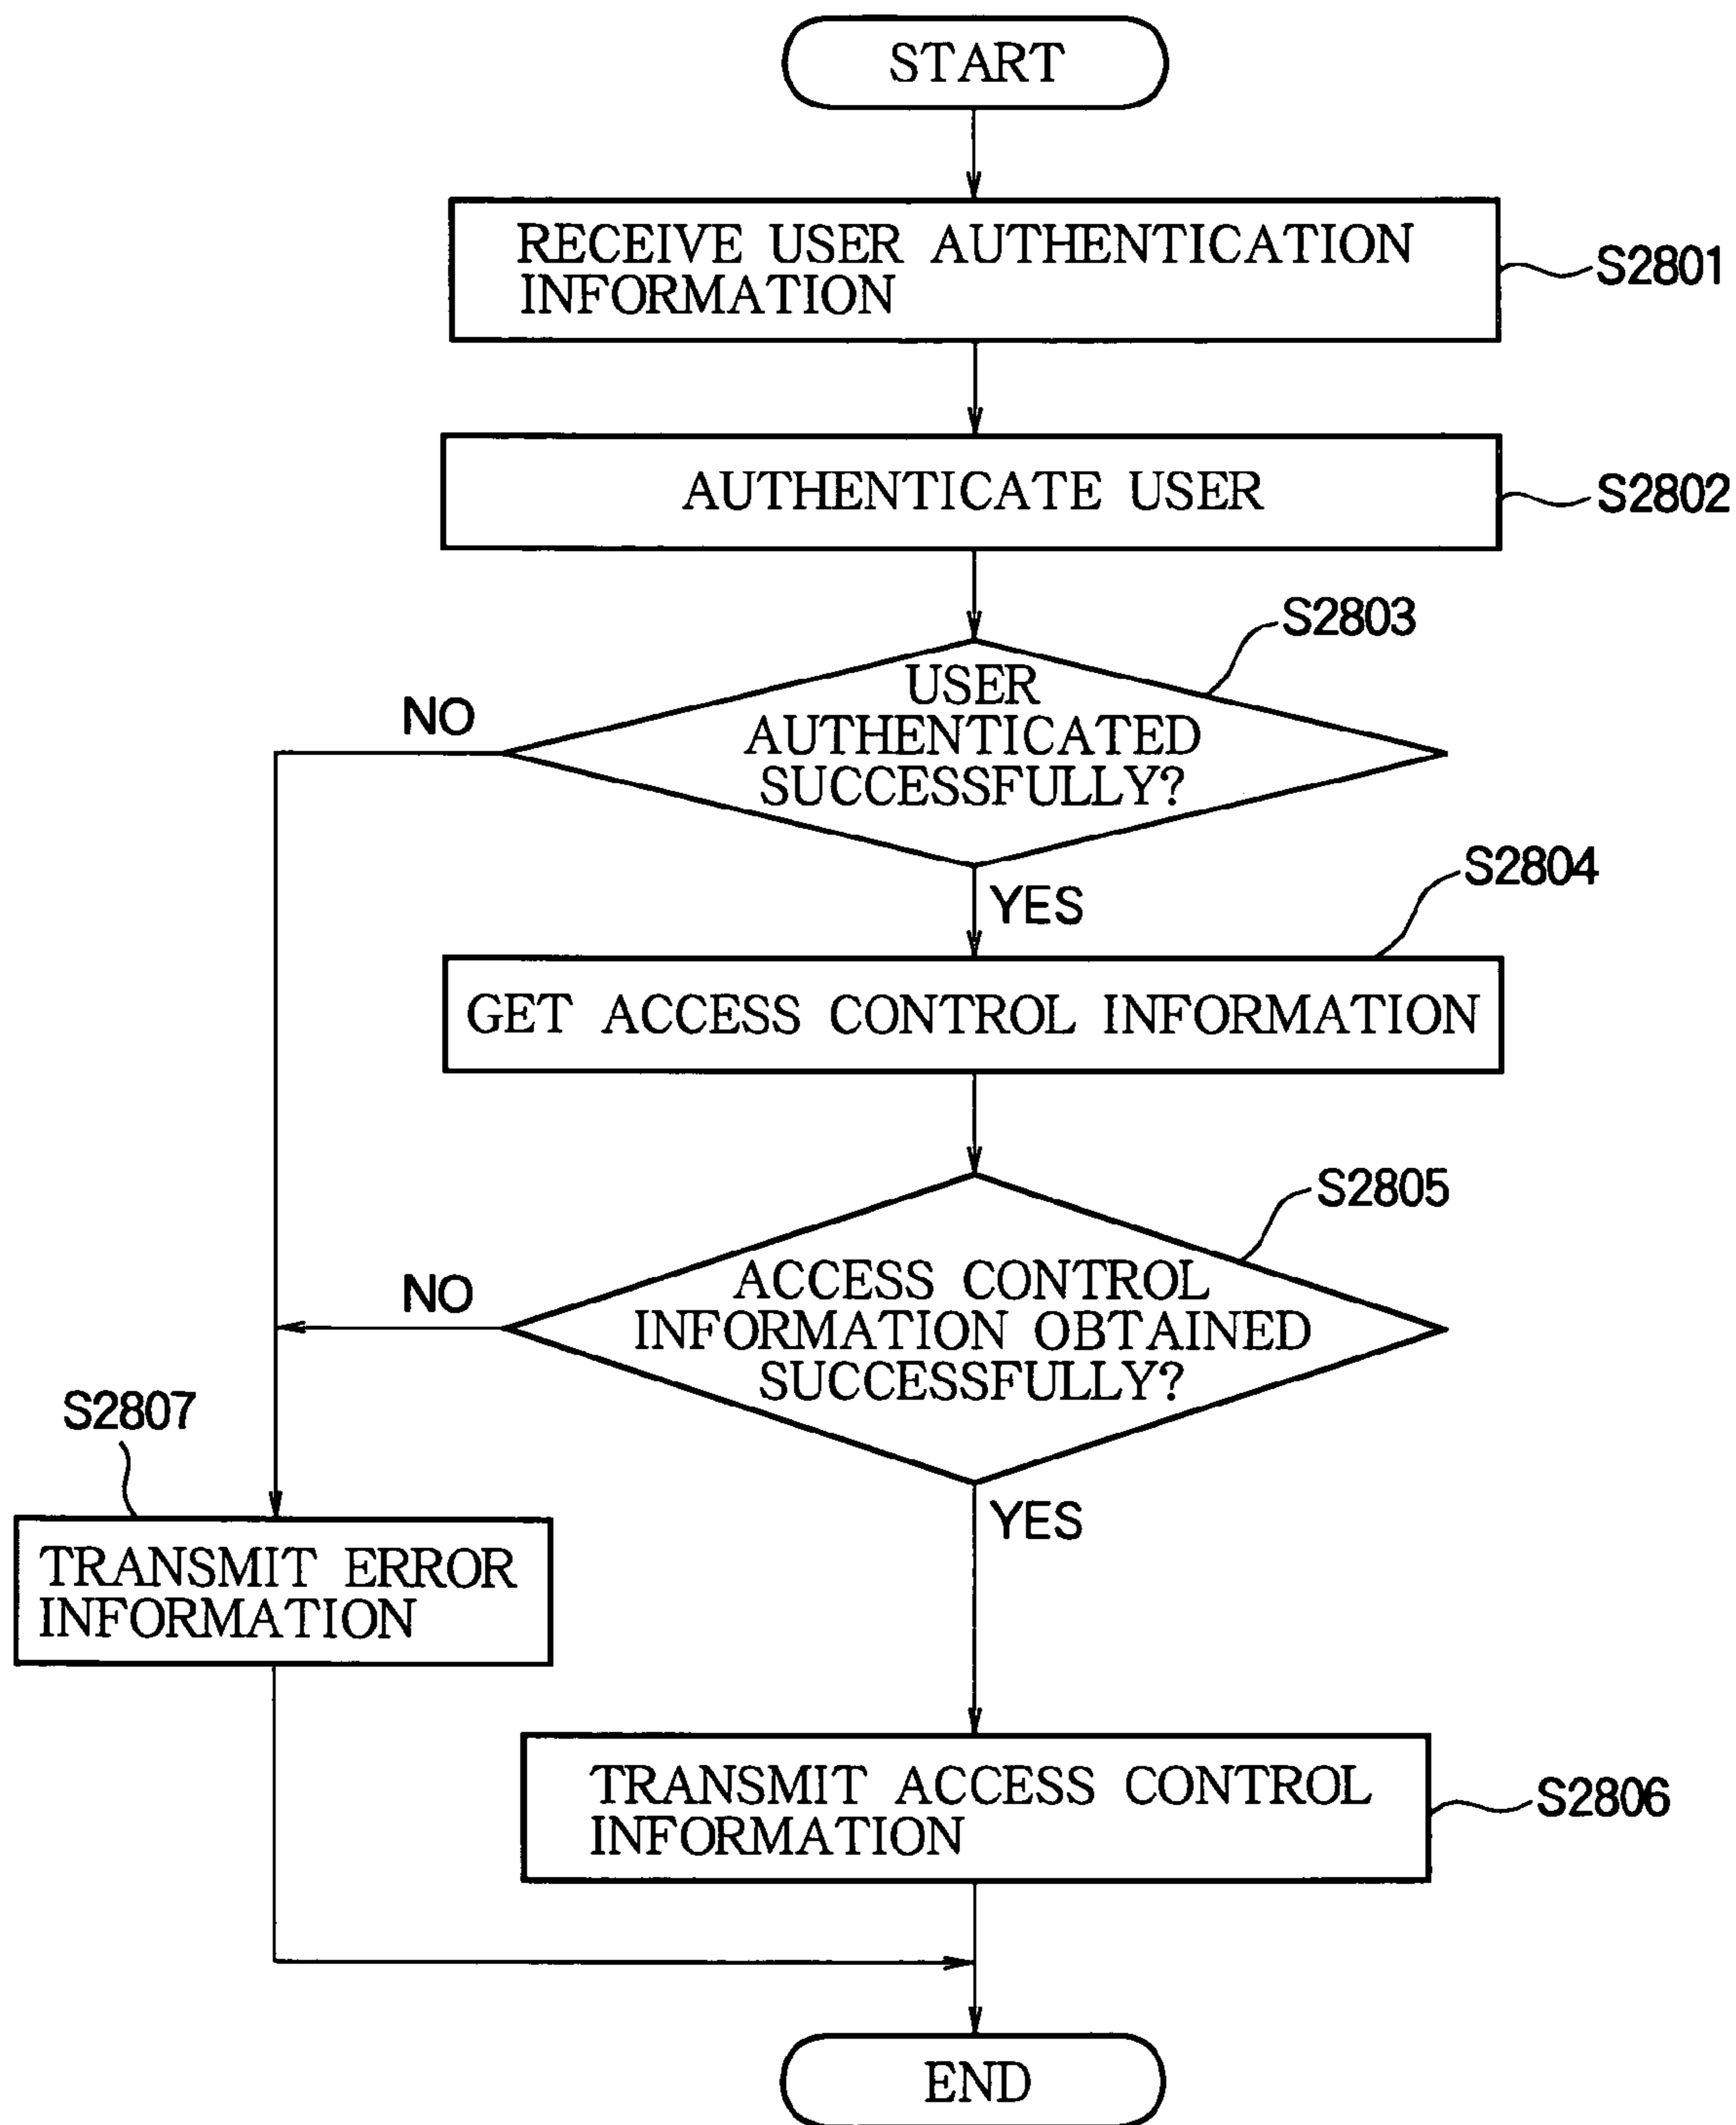 START
RECEIVE USER AUTHENTICATION
INFORMATION
S2801
AUTHENTICATE USER
S2802
S2803
USER
AUTHENTICATED
SUCCESSFULLY?
NO
YES
S2804
GET ACCESS CONTROL INFORMATION
S2805
ACCESS CONTROL
INFORMATION OBTAINED
SUCCESSFULLY?
NO
YES
S2807
TRANSMIT ERROR
INFORMATION
TRANSMIT ACCESS CONTROL
INFORMATION
S2806
END